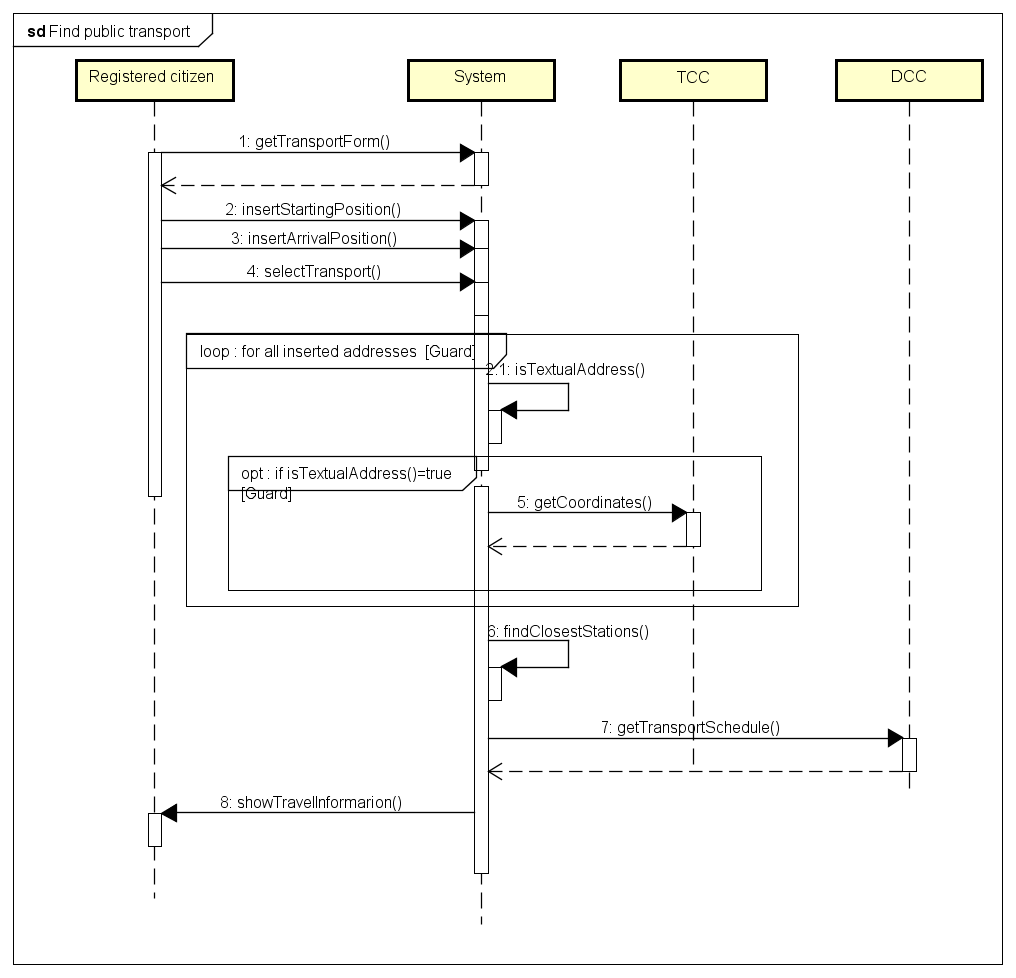 sd Find public transport
Registered citizen
System
TCC
DCC
1: getTransportForm()
2: insertStartingPosition()
3: insertArrivalPosition()
4: selectTransport()
loop : for all inserted addresses [Guard]
2.1: isTextualAddress()
opt : if isTextualAddress()=true
[Guard]
5: getCoordinates()
6: findClosestStations()
7: getTransportSchedule()
8: showTravelInformarion()